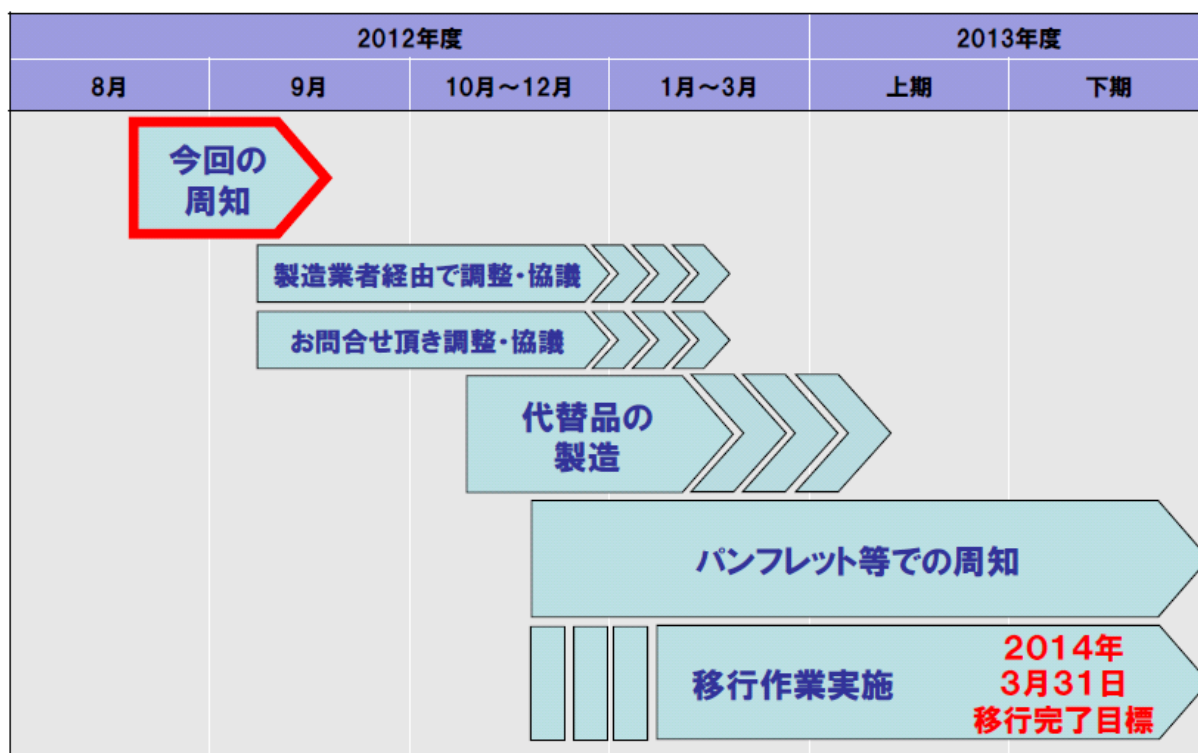 2012年度
2013年度
8月
9月
10月～12月
1月～3月
上期
下期
今回の
周知
製造業者経由で調整・協議
お問合せ頂き調整・協議
代替品の
製造
パンフレット等での周知
移行作業実施
２０１４年
３月３１日
移行完了目標